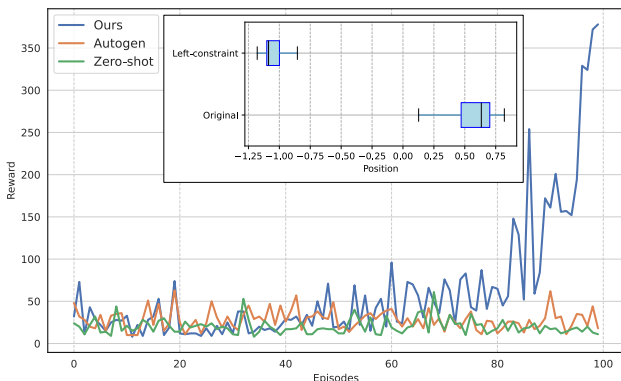 Ours
Autogen
Zero-shot
Left-constraint
Original
−1,25 −1,00 −0,75 −0,50 −0,25 0,00 0,25 0,50 0,75
Position
350
300
250
200
150
100
50
0
Reward
0 20 40 60 80 100
Episodes